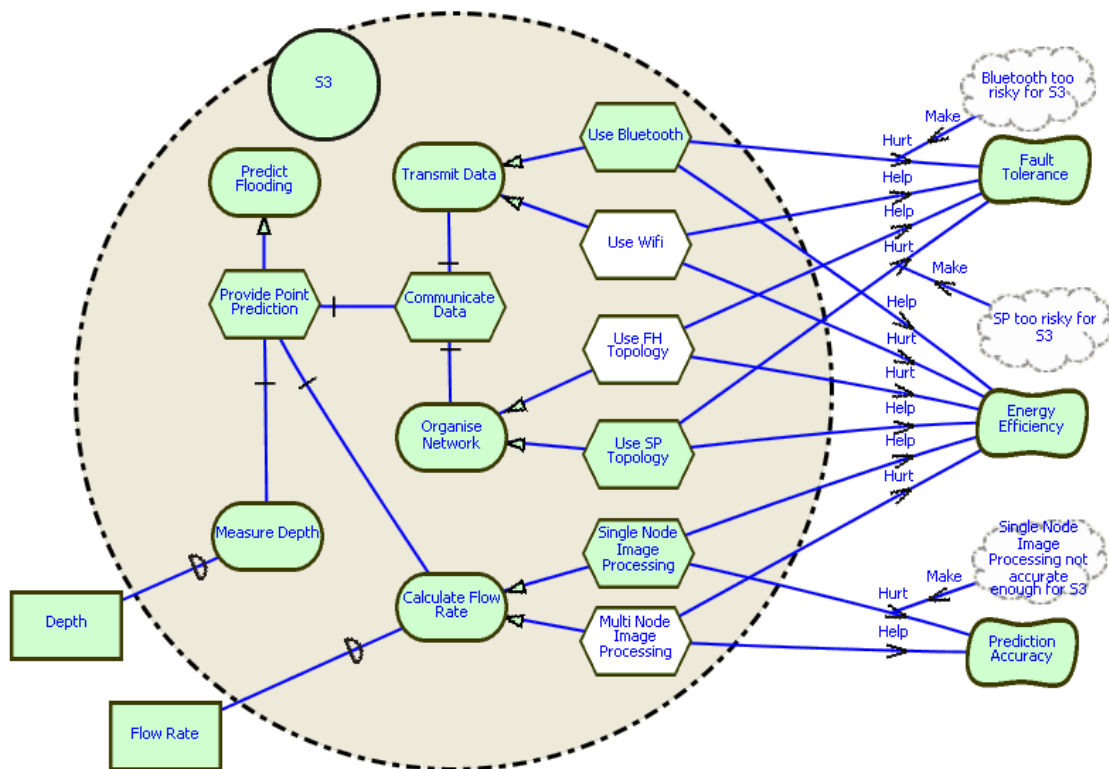 S3
Bluetooth too
risky for S3
Make
Hurt
Use Bluetooth
Fault
Tolerance
Predict
Flooding
Transmit Data
Help
Help
Use Wifi
Hurt
Make
Provide Point
Prediction
Communicate
Data
Help
SP too risky for
S3
Hurt
Use FH
Topology
Hurt
Energy
Efficiency
Organise
Network
Use SP
Topology
Help
Help
Hurt
Measure Depth
Single Node
Image
Processing
Single Node
Image
Processing not
accurate
enough for S3
Make
Hurt
Calculate Flow
Rate
Depth
Multi Node
Image
Processing
Help
Prediction
Accuracy
Flow Rate